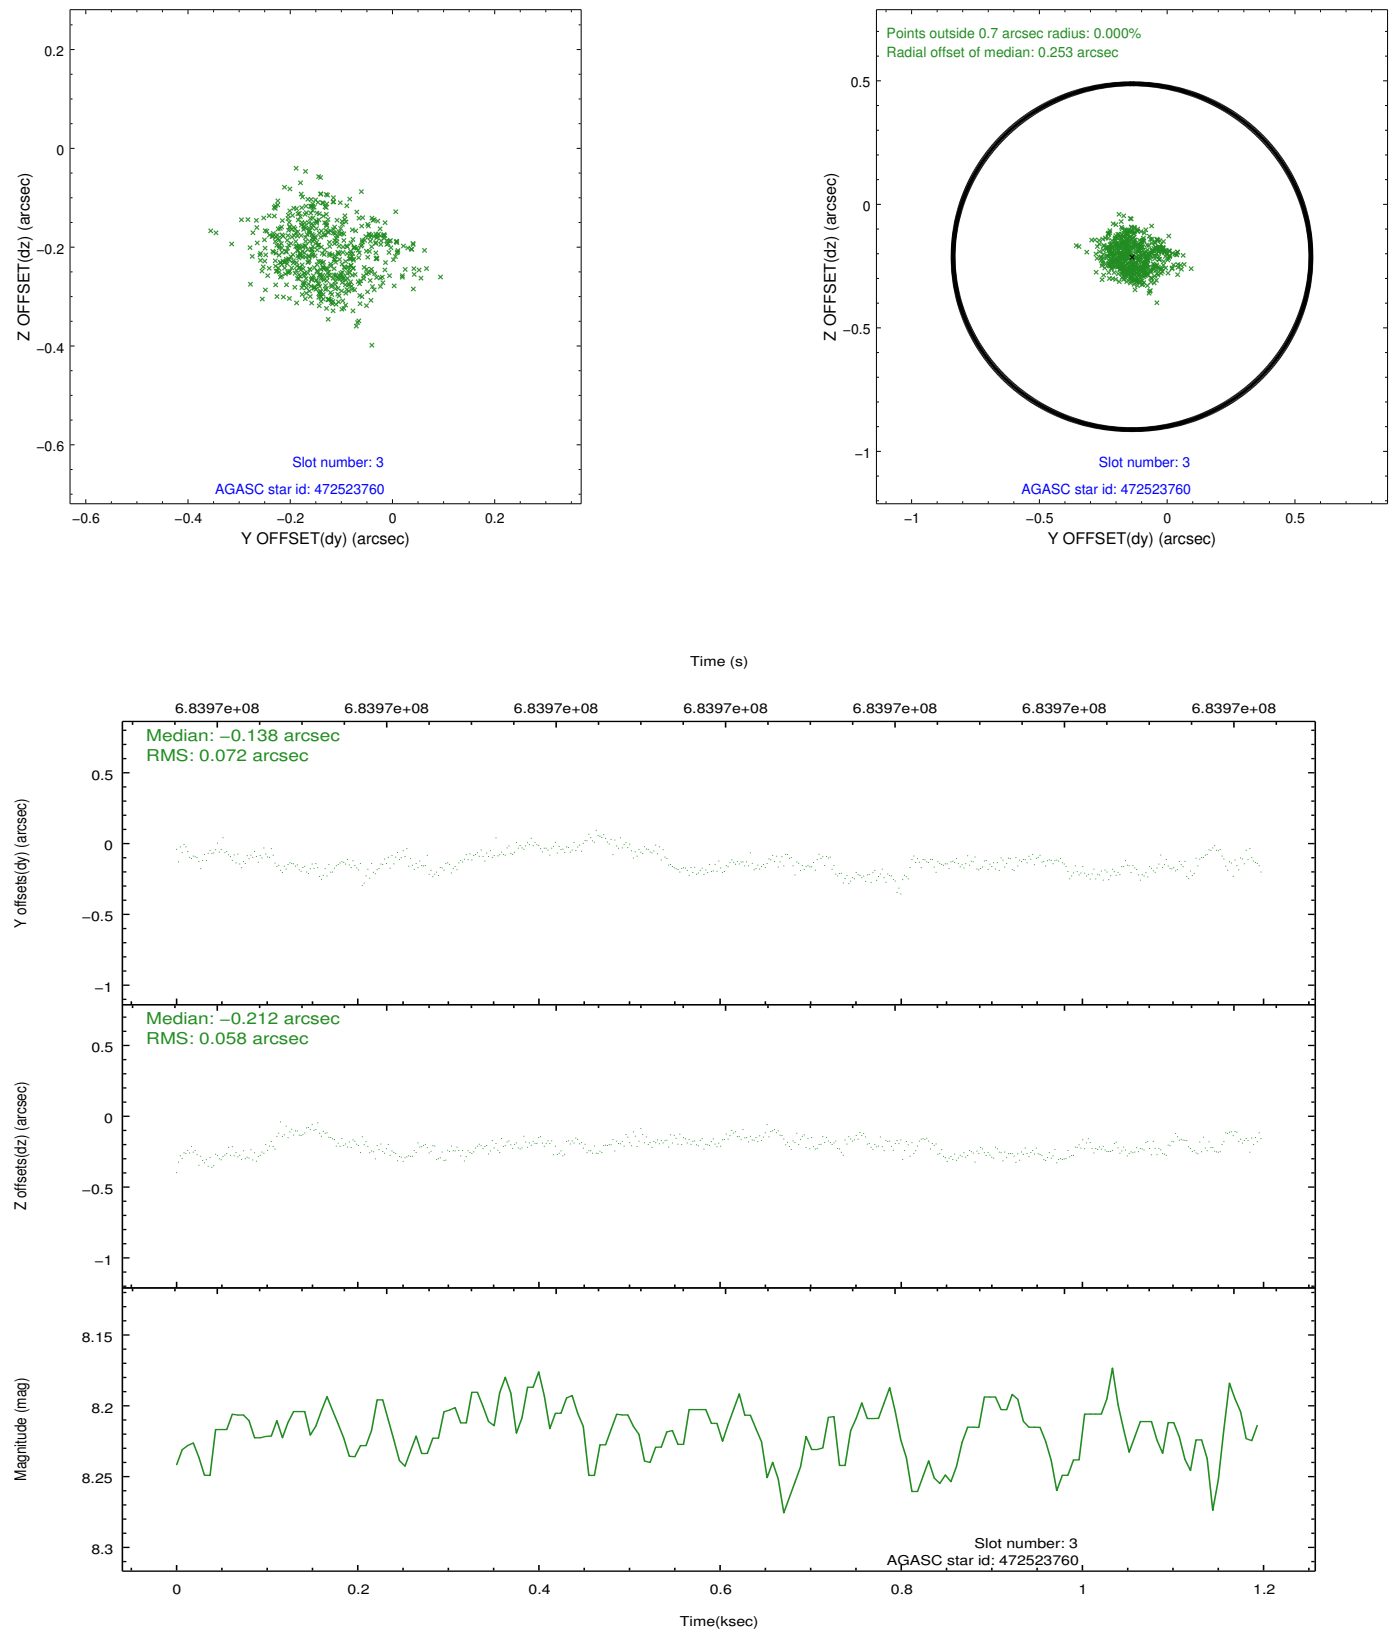 0.2
0
−0.2
−0.4
−0.6
Z OFFSET(dz) (arcsec)
Slot number: 3
AGASC star id: 472523760
−0.6 −0.4 −0.2 0 0.2
Y OFFSET(dy) (arcsec)
Points outside 0.7 arcsec radius: 0.000%
Radial offset of median: 0.253 arcsec
0.5
0
−0.5
−1
Z OFFSET(dz) (arcsec)
Slot number: 3
AGASC star id: 472523760
−1 −0.5 0 0.5
Y OFFSET(dy) (arcsec)
Time (s)
6.8397e+08 6.8397e+08 6.8397e+08 6.8397e+08 6.8397e+08 6.8397e+08 6.8397e+08
Median: −0.138 arcsec
RMS: 0.072 arcsec
0.5
0
−0.5
−1
Y offsets(dy) (arcsec)
Median: −0.212 arcsec
RMS: 0.058 arcsec
0.5
0
−0.5
−1
Z offsets(dz) (arcsec)
8.15
8.2
8.25
8.3
Magnitude (mag)
Slot number: 3
AGASC star id: 472523760
0 0.2 0.4 0.6 0.8 1 1.2
Time(ksec)